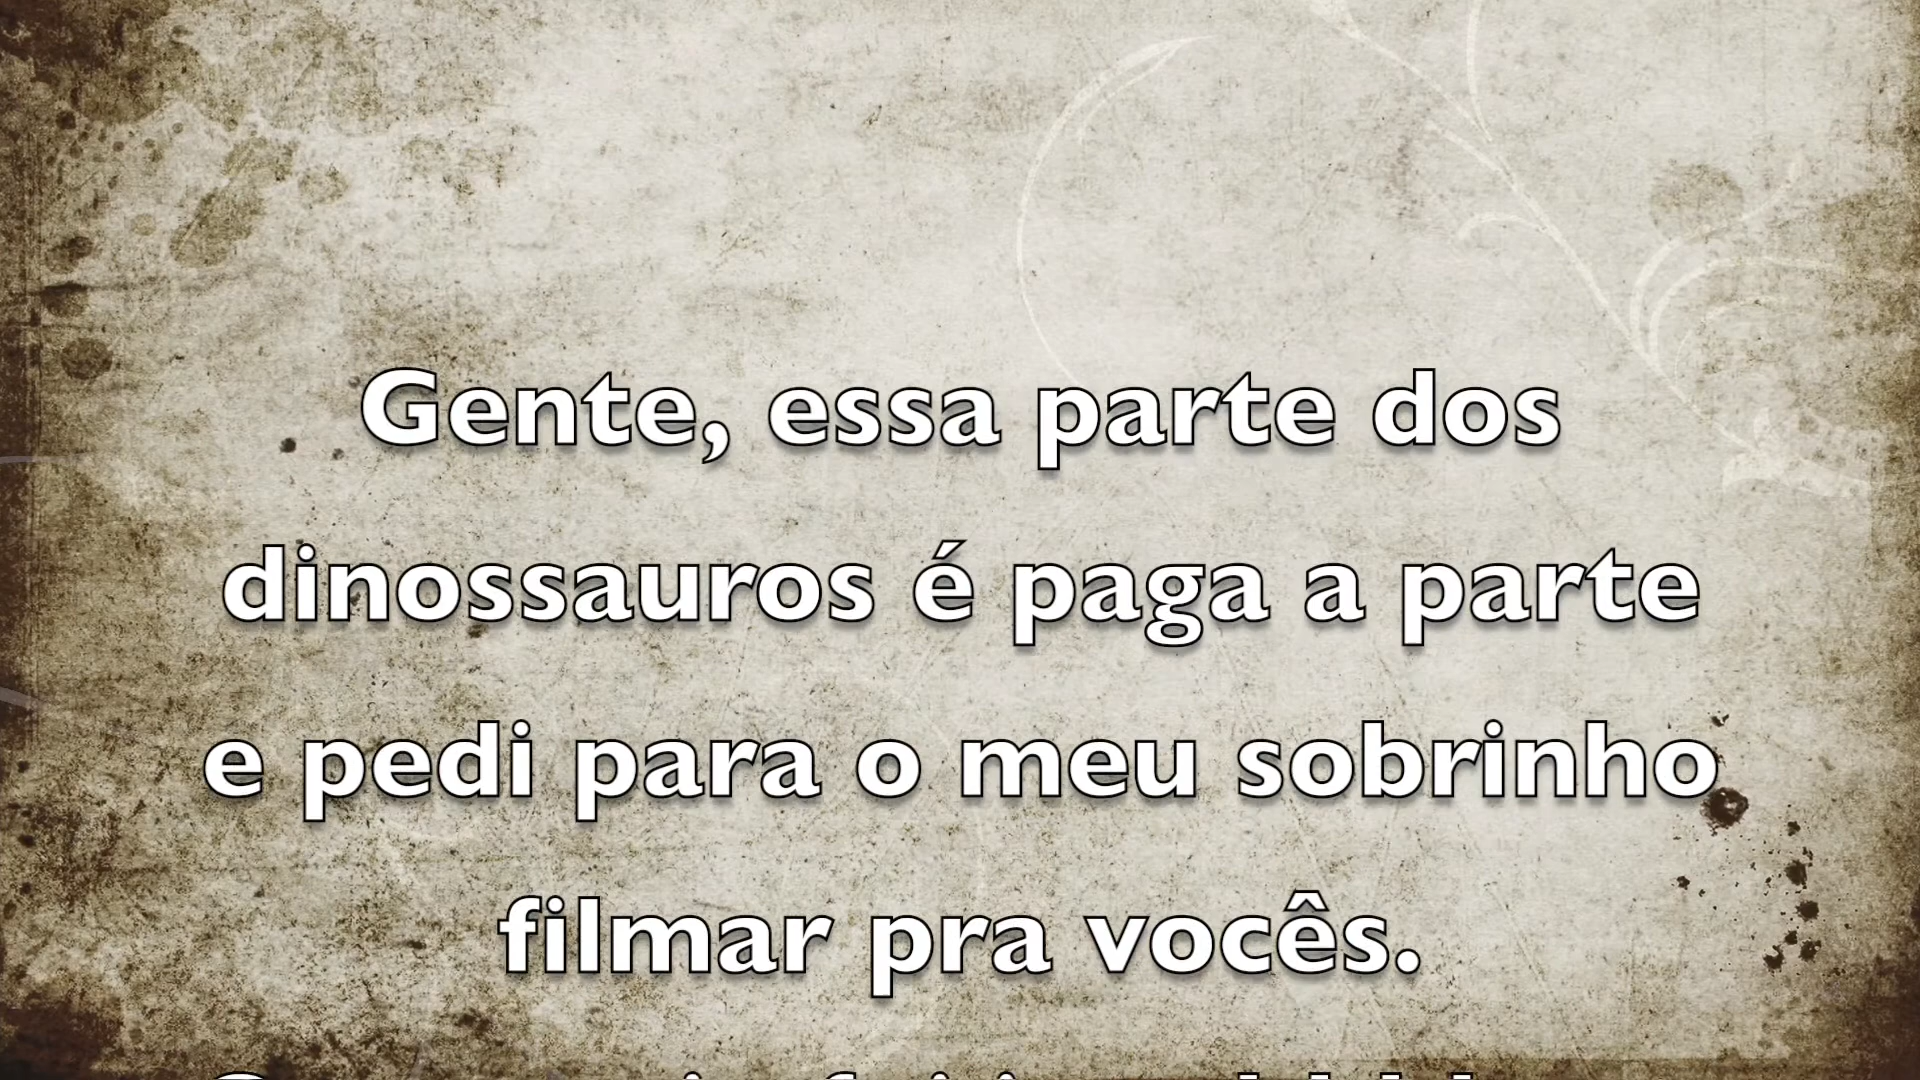 Gente, essa parte dos
dinossauros é paga a parte
e pedi para o meu sobrinho
filmar pra vocês.